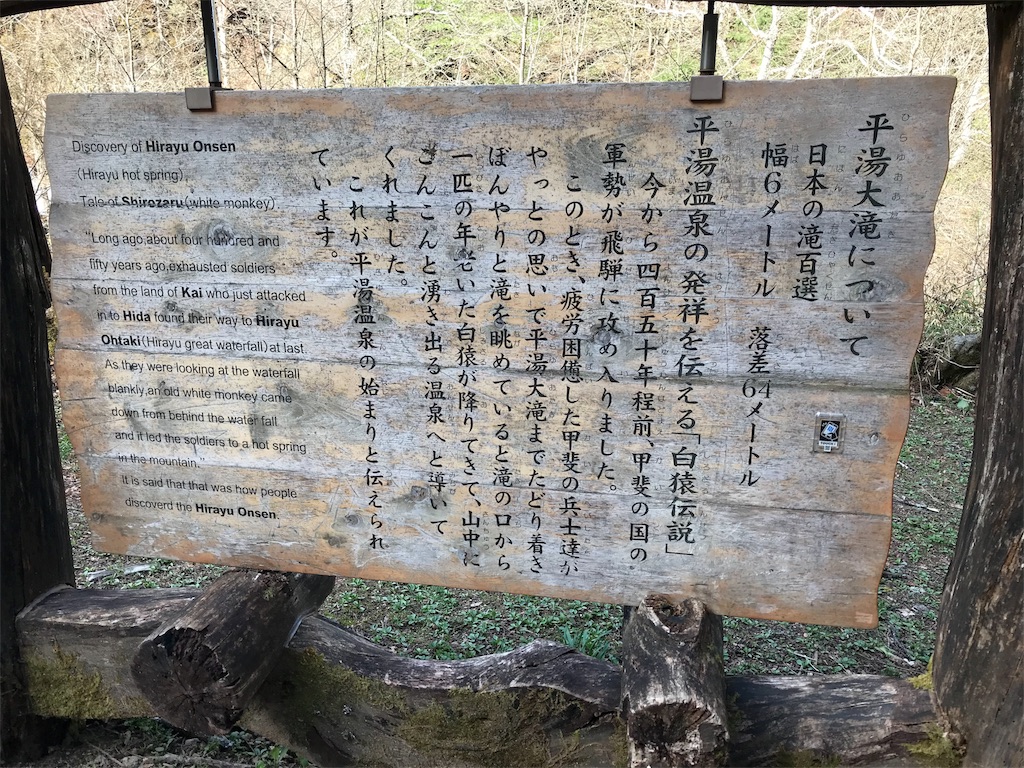 平湯大滝について
日本の滝百選
幅6メートル　落差64メートル
平湯温泉の発祥を伝える「白猿伝説」
今から四百五十年程前、甲斐の国の
軍勢が飛騨に攻め入りました。
このとき、疲労困憊した甲斐の兵士達が
やっとの思いで平湯大滝までたどり着き
ぼんやりと滝を眺めていると滝の口から
一匹の年老いた白猿が降りてきて、山中に
こんこんと湧き出る温泉へと導いて
くれました。
これが平湯温泉の始まりと伝えられ
ています。
Discovery of Hirayu Onsen
(Hirayu hot spring)
Tale of Shirozaru(white monkey)
"Long ago,about four hundred and
fifty years ago,exhausted soldiers
from the land of Kai who just attacked
in to Hida found their way to Hirayu
Ohtaki(Hirayu great waterfall)at last.
As they were looking at the waterfall
blankly,an old white monkey came
down from behind the water fall
and it led the soldiers to a hot spring
in the mountain."
It is said that that was how people
discoverd the Hirayu Onsen.